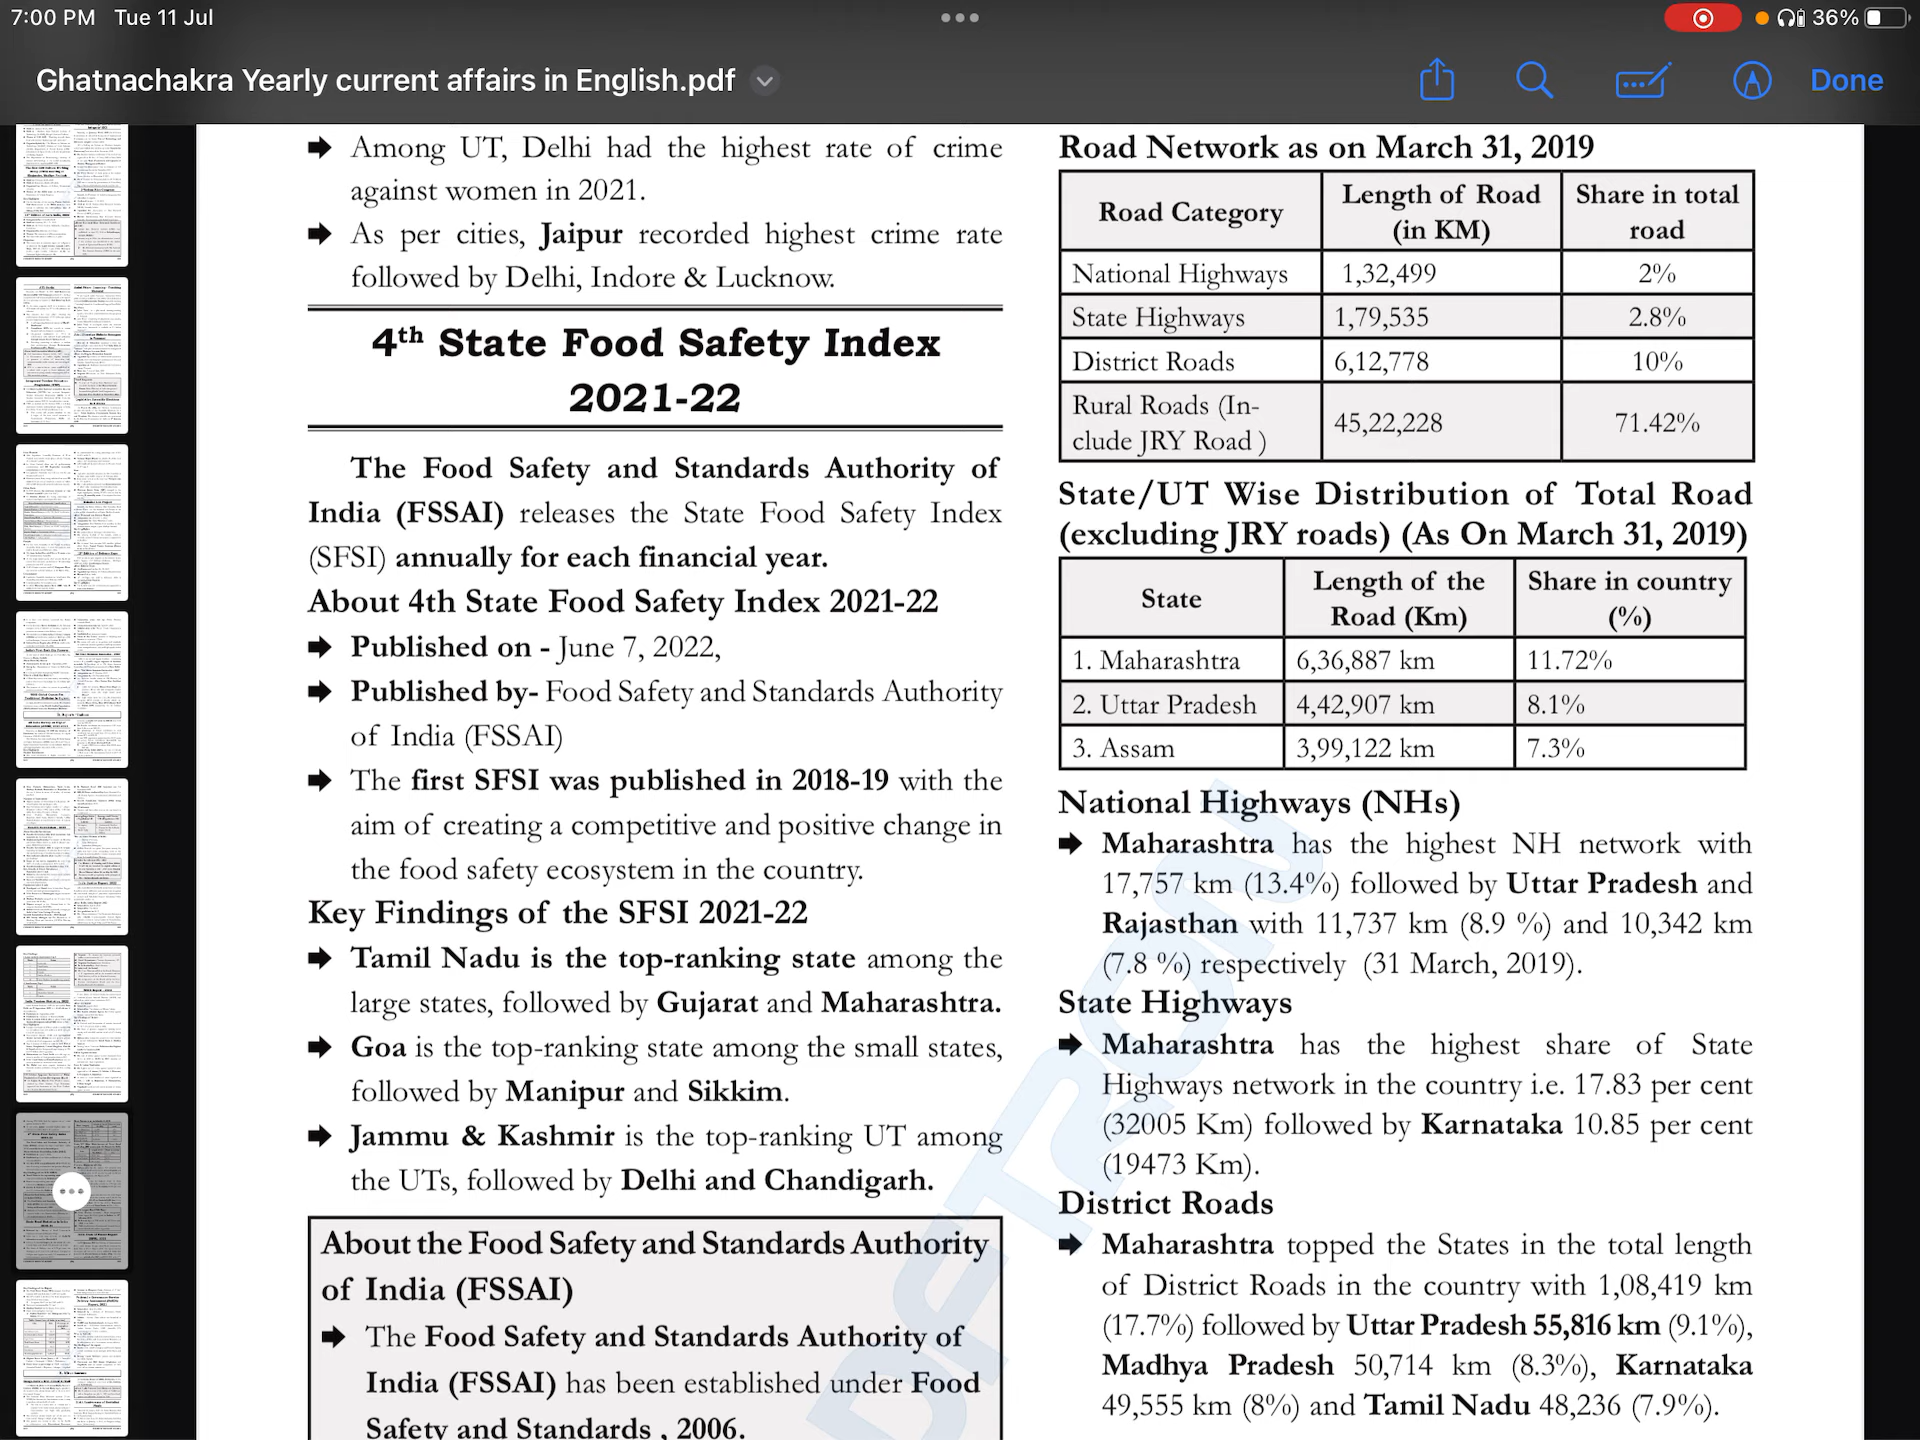 7:00 PM Tue 11 Jul
36%
Ghatnachakra Yearly current affairs in English.pdf
Done
Among UT, Delhi had the highest rate of crime
against women in 2021.
As per cities, Jaipur recorded highest crime rate
followed by Delhi, Indore & Lucknow.
4th State Food Safety Index
2021-22
The Food Safety and Standards Authority of
India (FSSAI) releases the State Food Safety Index
(SFSI) annually for each financial year.
About 4th State Food Safety Index 2021-22
Published on - June 7, 2022,
Published by- Food Safety and Standards Authority
of India (FSSAI)
The first SFSI was published in 2018-19 with the
aim of creating a competitive and positive change in
the food safety ecosystem in the country.
Key Findings of the SFSI 2021-22
Tamil Nadu is the top-ranking state among the
large states, followed by Gujarat and Maharashtra.
Goa is the top-ranking state among the small states,
followed by Manipur and Sikkim.
Jammu & Kashmir is the top-ranking UT among
the UTs, followed by Delhi and Chandigarh.
About the Food Safety and Standards Authority
of India (FSSAI)
The Food Safety and Standards Authority of
India (FSSAI) has been established under Food
Safety and Standards , 2006.
Road Network as on March 31, 2019
Road Category Length of Road (in KM) Share in total road
National Highways 1,32,499 2%
State Highways 1,79,535 2.8%
District Roads 6,12,778 10%
Rural Roads (In-
clude JRY Road ) 45,22,228 71.42%
State/UT Wise Distribution of Total Road
(excluding JRY roads) (As On March 31, 2019)
State Length of the Road (Km) Share in country (%)
1. Maharashtra 6,36,887 km 11.72%
2. Uttar Pradesh 4,42,907 km 8.1%
3. Assam 3,99,122 km 7.3%
National Highways (NHs)
Maharashtra has the highest NH network with
17,757 km (13.4%) followed by Uttar Pradesh and
Rajasthan with 11,737 km (8.9 %) and 10,342 km
(7.8 %) respectively (31 March, 2019).
State Highways
Maharashtra has the highest share of State
Highways network in the country i.e. 17.83 per cent
(32005 Km) followed by Karnataka 10.85 per cent
(19473 Km).
District Roads
Maharashtra topped the States in the total length
of District Roads in the country with 1,08,419 km
(17.7%) followed by Uttar Pradesh 55,816 km (9.1%),
Madhya Pradesh 50,714 km (8.3%), Karnataka
49,555 km (8%) and Tamil Nadu 48,236 (7.9%).